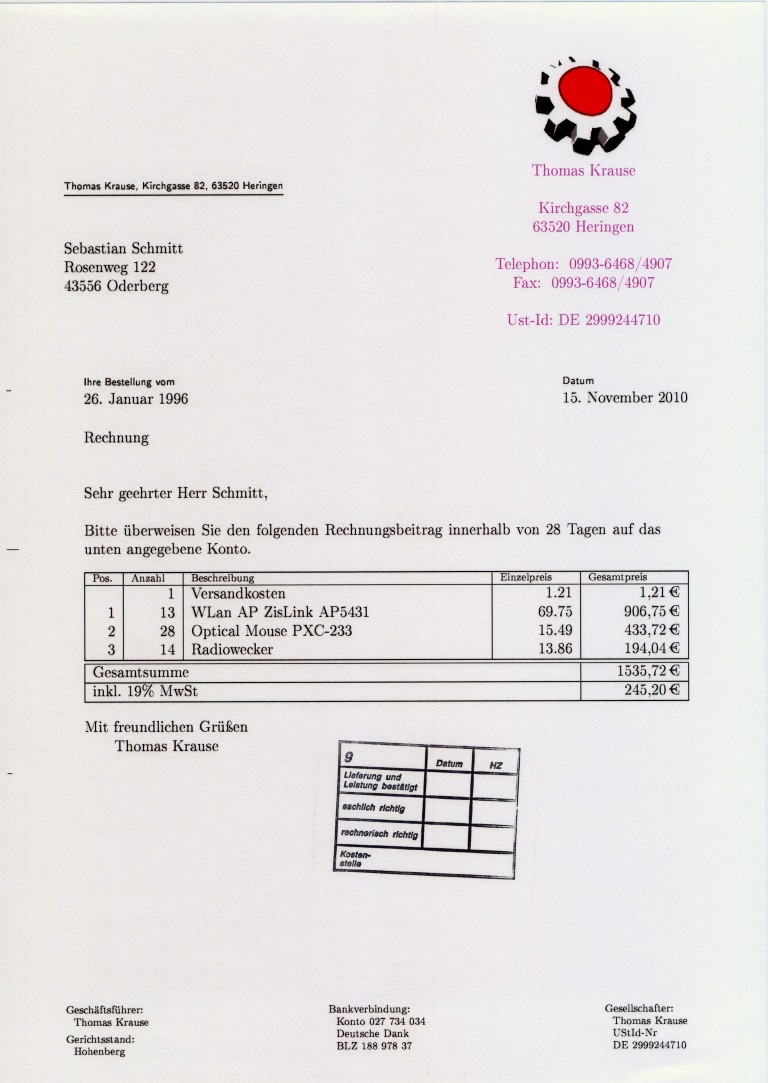 Thomas Krause
Kirchgasse 82
63520 Heringen
Telephon: 0993-6468/4907
Fax: 0993-6468/4907
Ust-Id: DE 2999244710
Thomas Krause, Kirchgasse 82, 63520 Heringen
Sebastian Schmitt
Rosenweg 122
43556 Oderberg
Ihre Bestellung vom
26. Januar 1996
Datum
15. November 2010
Rechnung
Sehr geehrter Herr Schmitt,
Bitte überweisen Sie den folgenden Rechnungsbeitrag innerhalb von 28 Tagen auf das
unten angegebene Konto.
Pos. Anzahl Beschreibung Einzelpreis Gesamtpreis
1 Versandkosten 1.21 1,21 €
1 13 WLan AP ZisLink AP5431 69.75 906,75 €
2 28 Optical Mouse PXC-233 15.49 433,72 €
3 14 Radiowecker 13.86 194,04 €
Gesamtsumme 1535,72 €
inkl. 19% MwSt 245,20 €
Mit freundlichen Grüßen
Thomas Krause
9 Datum HZ
Lieferung und
Leistung bestätigt
sachlich richtig
rechnerisch richtig
Kosten-
stelle
Geschäftsführer:
Thomas Krause
Gerichtsstand:
Hohenberg
Bankverbindung:
Konto 027 734 034
Deutsche Dank
BLZ 188 978 37
Gesellschafter:
Thomas Krause
UStId-Nr
DE 2999244710